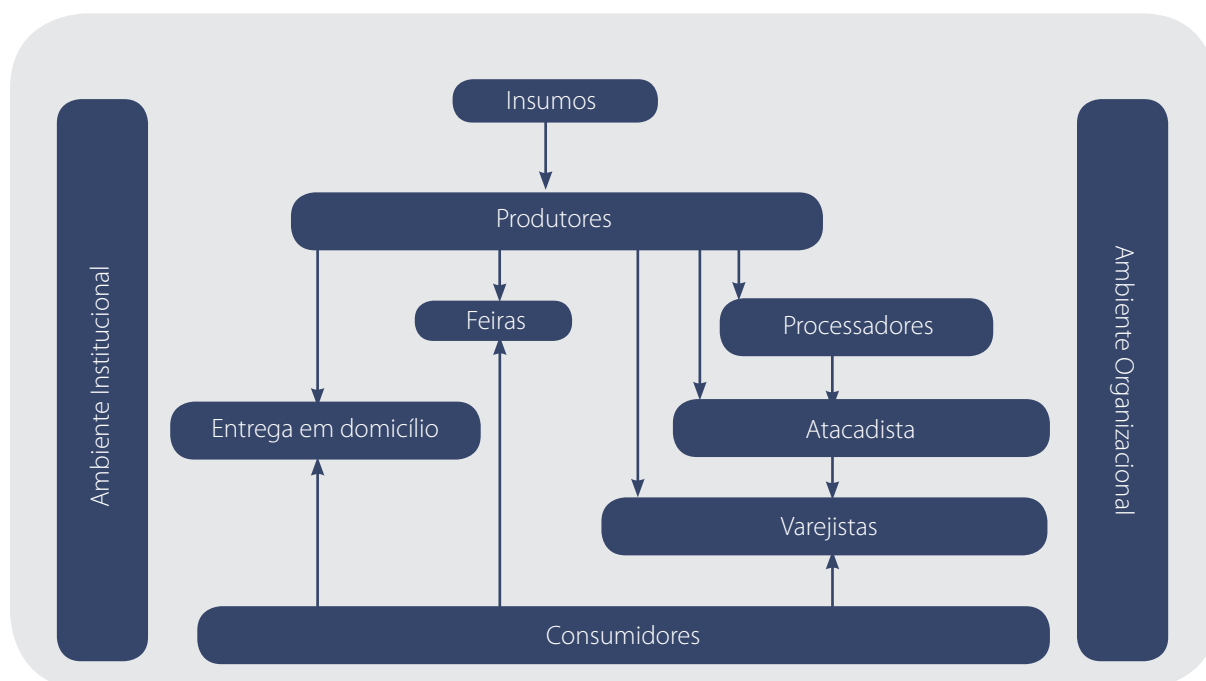 Insumos
Produtores
Feiras
Processadores
Entrega em domicílio
Atacadista
Varejistas
Consumidores
Ambiente Institucional
Ambiente Organizacional